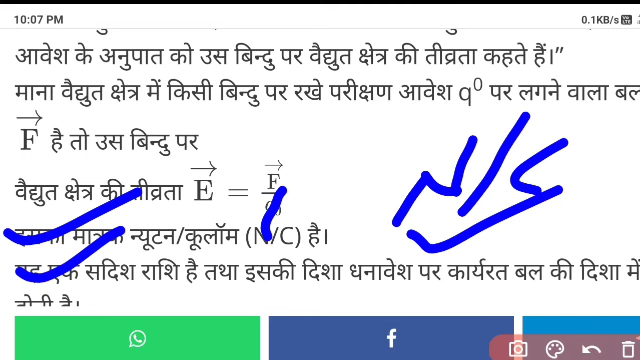 10:07 PM 0.1KB/s
आवेश के अनुपात को उस बिन्दु पर वैद्युत क्षेत्र की तीव्रता कहते हैं।”
माना वैद्युत क्षेत्र में किसी बिन्दु पर रखे परीक्षण आवेश q⁰ पर लगने वाला बल
F है तो उस बिन्दु पर
वैद्युत क्षेत्र की तीव्रता E = F
इसका मात्रक न्यूटन/कूलॉम (N/C) है।
यह एक सदिश राशि है तथा इसकी दिशा धनावेश पर कार्यरत बल की दिशा में
होती है।
N/C
f